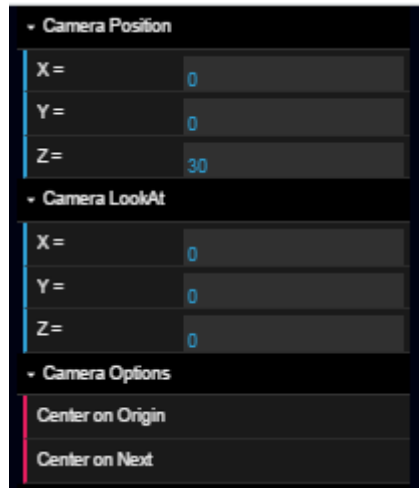 Camera Position
X = 0
Y = 0
Z = 30
Camera LookAt
X = 0
Y = 0
Z = 0
Camera Options
Center on Origin
Center on Next